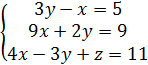 3y − x = 5
9x + 2y = 9
4x − 3y + z = 11